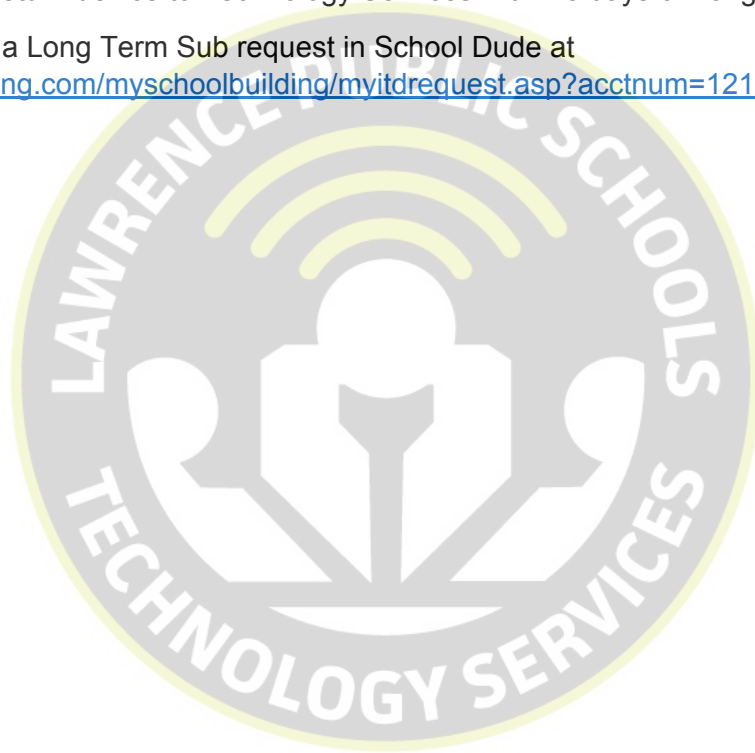 a Long Term Sub request in School Dude at
ng.com/myschoolbuilding/myitdrequest.asp?acctnum=121
LAWRENCE PUBLIC SCHOOLS
TECHNOLOGY SERVICES